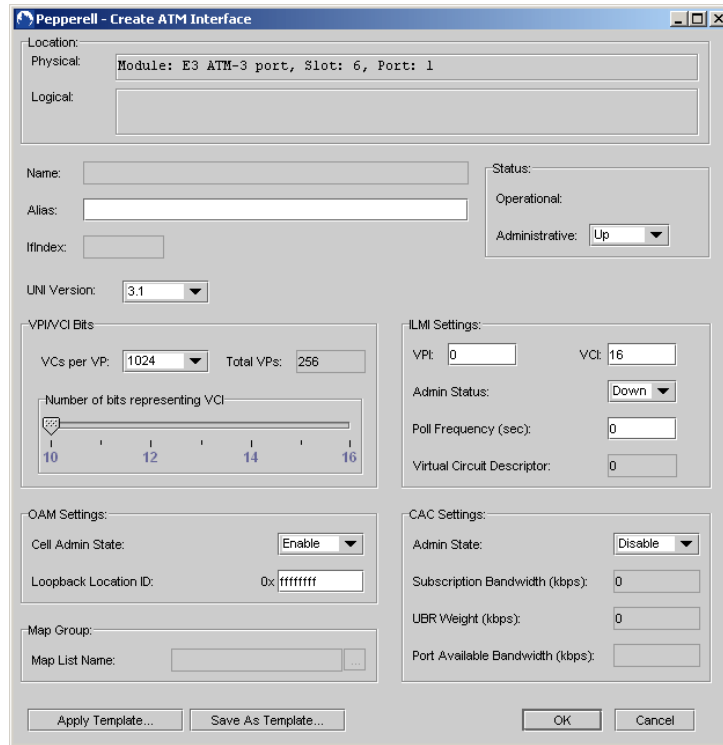 Pepperell - Create ATM Interface
Location:
Physical: Module: E3 ATM-3 port, Slot: 6, Port: 1
Logical:
Name:
Alias:
IfIndex:
Status:
Operational:
Administrative: Up
UNI Version: 3.1
VPI/VCI Bits
VCs per VP: 1024 Total VPs: 256
Number of bits representing VCI
10 12 14 16
ILMI Settings:
VPI: 0 VCI: 16
Admin Status: Down
Poll Frequency (sec): 0
Virtual Circuit Descriptor: 0
OAM Settings:
Cell Admin State: Enable
Loopback Location ID: 0x ffffffff
CAC Settings:
Admin State: Disable
Subscription Bandwidth (kbps): 0
UBR Weight (kbps): 0
Port Available Bandwidth (kbps):
Map Group:
Map List Name: ...
Apply Template... Save As Template... OK Cancel